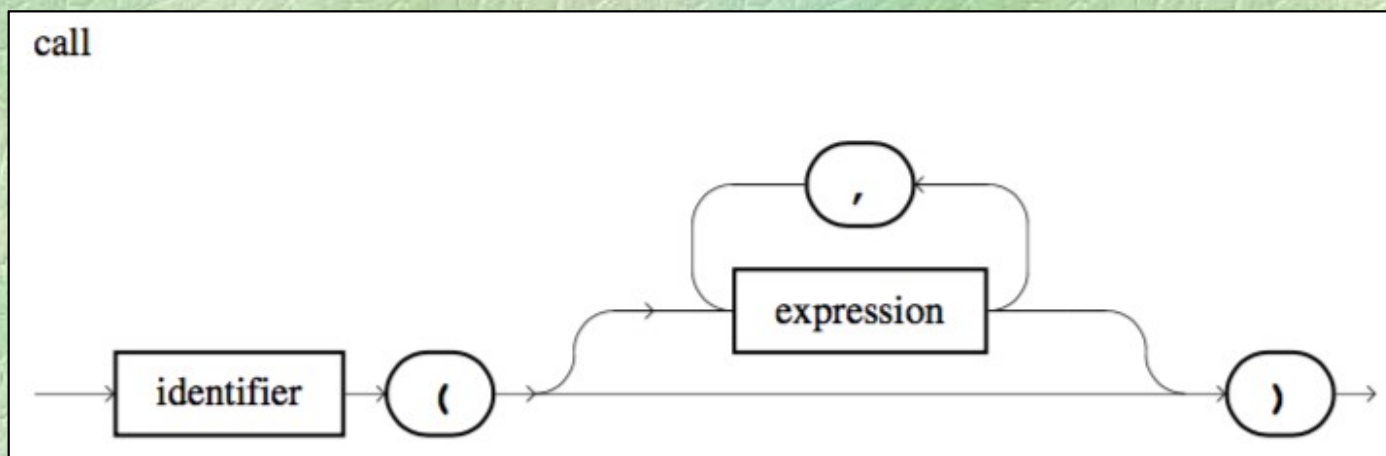 call
,
expression
identifier ( )